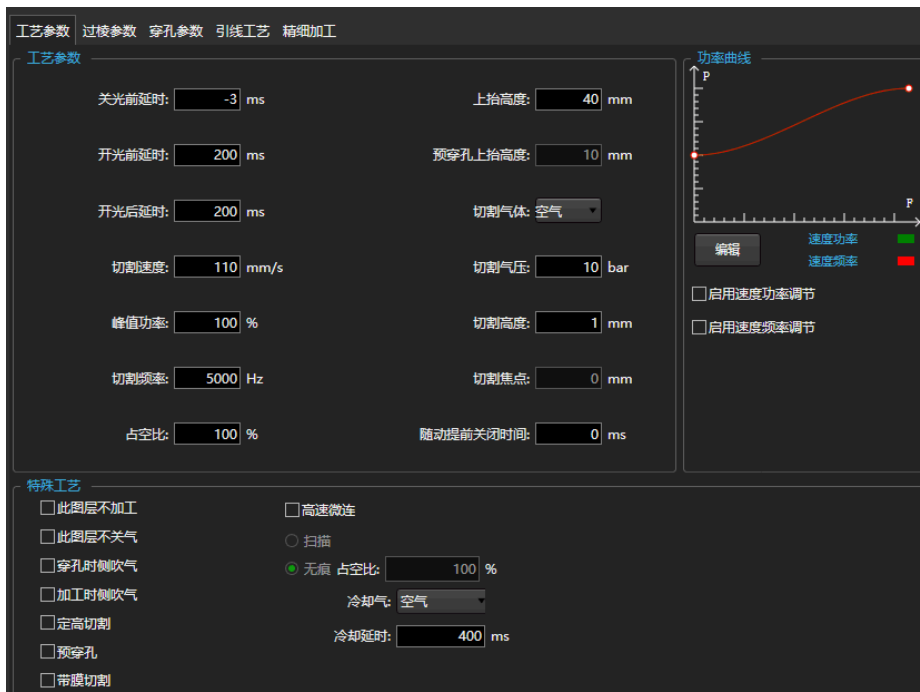 工艺参数 过棱参数 穿孔参数 引线工艺 精细加工
工艺参数
关光前延时: -3 ms
上抬高度: 40 mm
开光前延时: 200 ms
预穿孔上抬高度: 10 mm
开光后延时: 200 ms
切割气体: 空气
切割速度: 110 mm/s
切割气压: 10 bar
峰值功率: 100 %
切割高度: 1 mm
切割频率: 5000 Hz
切割焦点: 0 mm
占空比: 100 %
随动提前关闭时间: 0 ms
功率曲线
P
F
编辑
速度功率
速度频率
启用速度功率调节
启用速度频率调节
特殊工艺
此图层不加工
此图层不关气
穿孔时侧吹气
加工时侧吹气
定高切割
预穿孔
带膜切割
高速微连
扫描
无痕 占空比: 100 %
冷却气: 空气
冷却延时: 400 ms